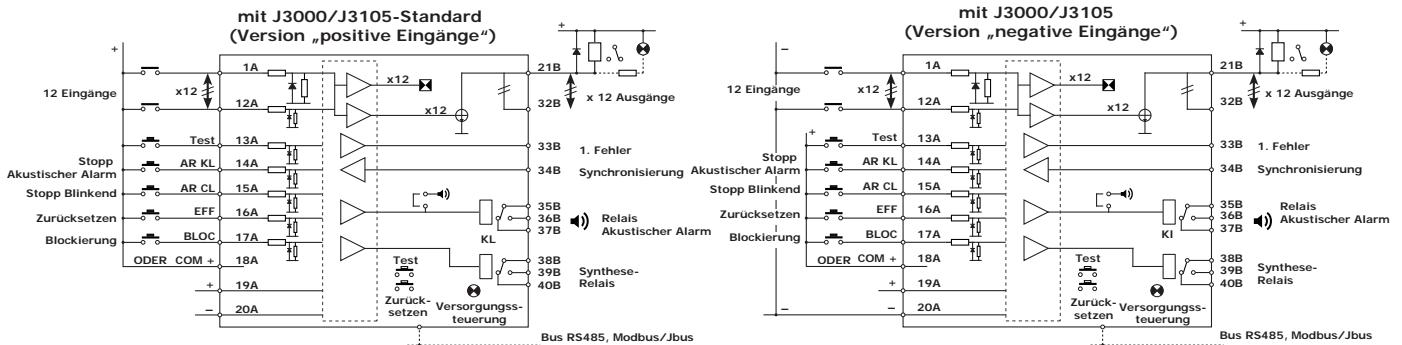 mit J3000/J3105-Standard
(Version „positive Eingänge“)
+
+
1A
x12
21B
12 Eingänge
x12
x 12 Ausgänge
12A
x12
32B
Test
13A
33B
1. Fehler
Stopp
Akustischer Alarm
AR KL
14A
34B
Synchronisierung
Stopp Blinkend
AR CL
15A
35B
Zurücksetzen
EFF
16A
36B
Relais
Akustischer Alarm
Blockierung
BLOC
17A
KL
37B
ODER COM +
18A
Test
38B
+
19A
39B
Synthese-
Relais
40B
–
20A
Zurück-
setzen
Versorgungss-
teuerung
Bus RS485, Modbus/Jbus
mit J3000/J3105
(Version „negative Eingänge“)
–
+
1A
x12
21B
12 Eingänge
x12
x 12 Ausgänge
12A
x12
32B
+
Test
13A
33B
1. Fehler
Stopp
Akustischer Alarm
AR KL
14A
34B
Synchronisierung
Stopp Blinkend
AR CL
15A
35B
Zurücksetzen
EFF
16A
36B
Relais
Akustischer Alarm
Blockierung
BLOC
17A
KI
37B
ODER COM +
18A
Test
38B
+
19A
39B
Synthese-
Relais
40B
–
20A
Zurück-
setzen
Versorgungss-
teuerung
Bus RS485, Modbus/Jbus